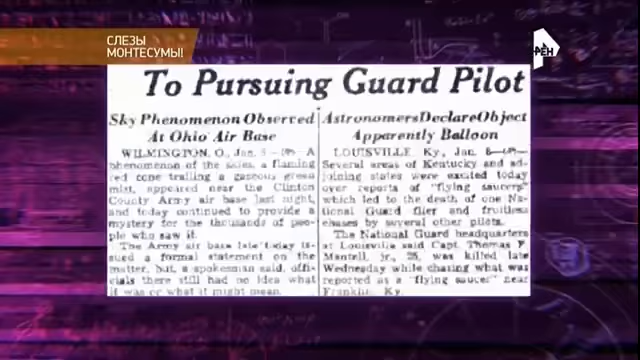 СЛЕЗЫ
МОНТЕСУМЫ!
РЕН
To Pursuing Guard Pilot
Sky Phenomenon Observed
At Ohio Air Base
WILMINGTON, O., Jan. A
phenomenon of the skies, a flaming
red cone trailing a gaseous green
mist, appeared near the Clinton
County Army air base last night,
and today continued to provide a
mystery for the thousands of peo-
ple who saw it.
The Army air base late today is-
sued a formal statement on the
matter, but, a spokesman said, offi-
cials there still had no idea what
it was or what it might mean.
Astronomers Declare Object
Apparently Balloon
LOUISVILLE, Ky., Jan. 8
Several areas of Kentucky and ad-
joining states were excited today
over reports of "flying saucers"
which led to the death of one Na-
tional Guard flier and fruitless
chases by several other pilots.
The National Guard headquarters
at Louisville said Capt. Thomas F.
Mantell, jr., 25, was killed late
Wednesday while chasing what was
reported as a "flying saucer" near
Franklin, Ky.